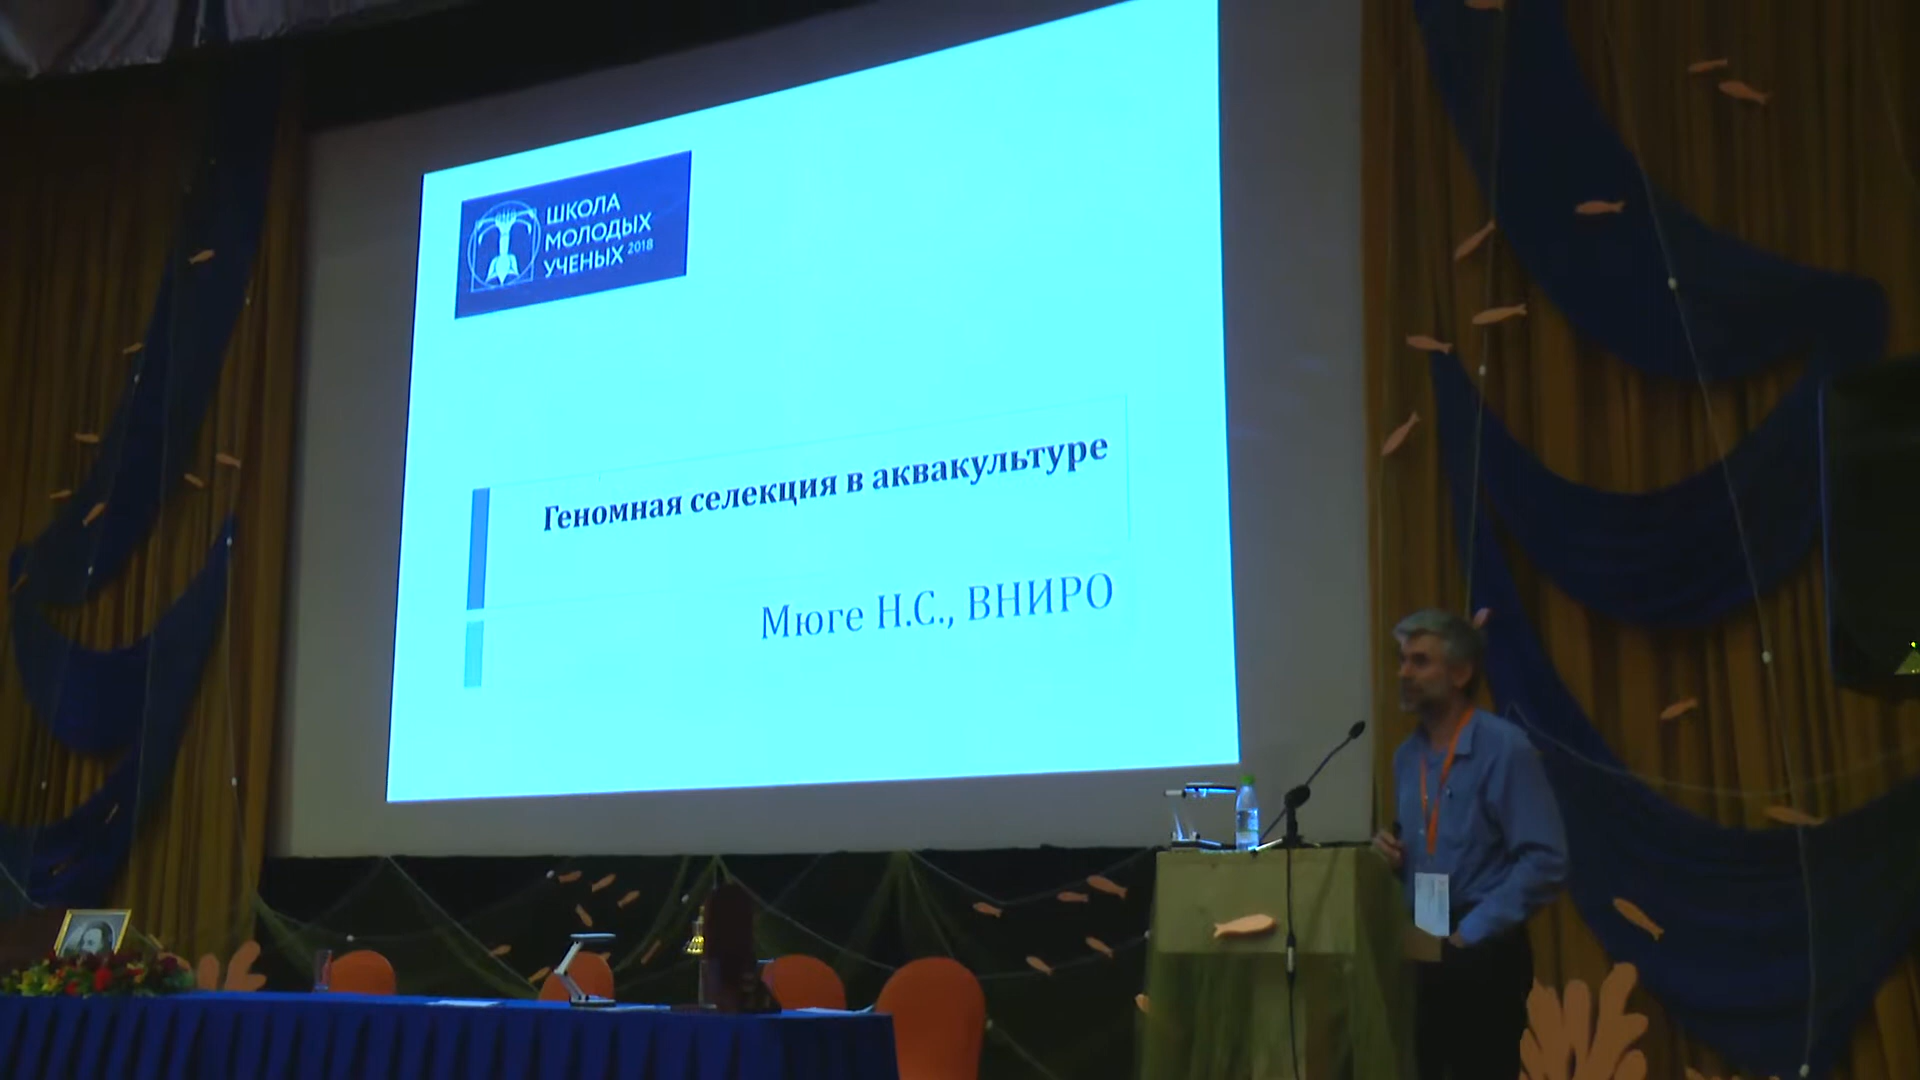 ШКОЛА
МОЛОДЫХ
УЧЕНЫХ 2018
Геномная селекция в аквакультуре
Мюге Н.С., ВНИРО